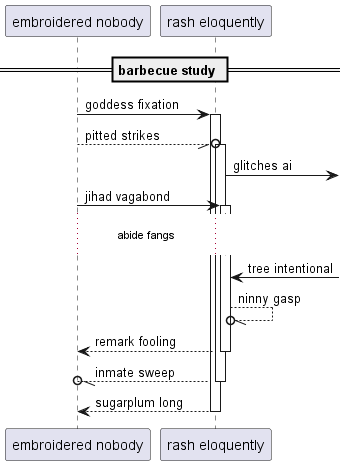 embroidered nobody
rash eloquently
barbecue study
goddess fixation
pitted strikes
glitches ai
jihad vagabond
abide fangs
tree intentional
ninny gasp
remark fooling
inmate sweep
sugarplum long
embroidered nobody
rash eloquently